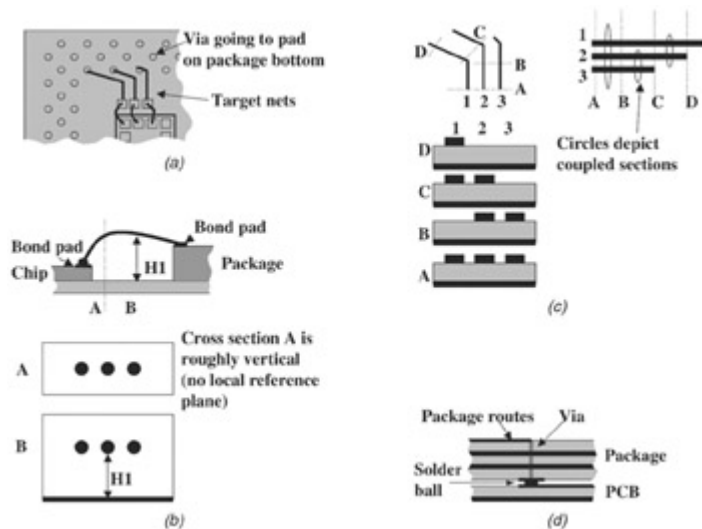 Via going to pad
on package bottom
Target nets
(a)
Bond pad
Bond pad
Chip
H1
Package
A B
A
Cross section A is
roughly vertical
(no local reference
plane)
B
H1
(b)
C
D
B
A
1 2 3
1
2
3
A B C D
Circles depict
coupled sections
1 2 3
D
C
B
A
(c)
Package routes
Via
Package
Solder
ball
PCB
(d)